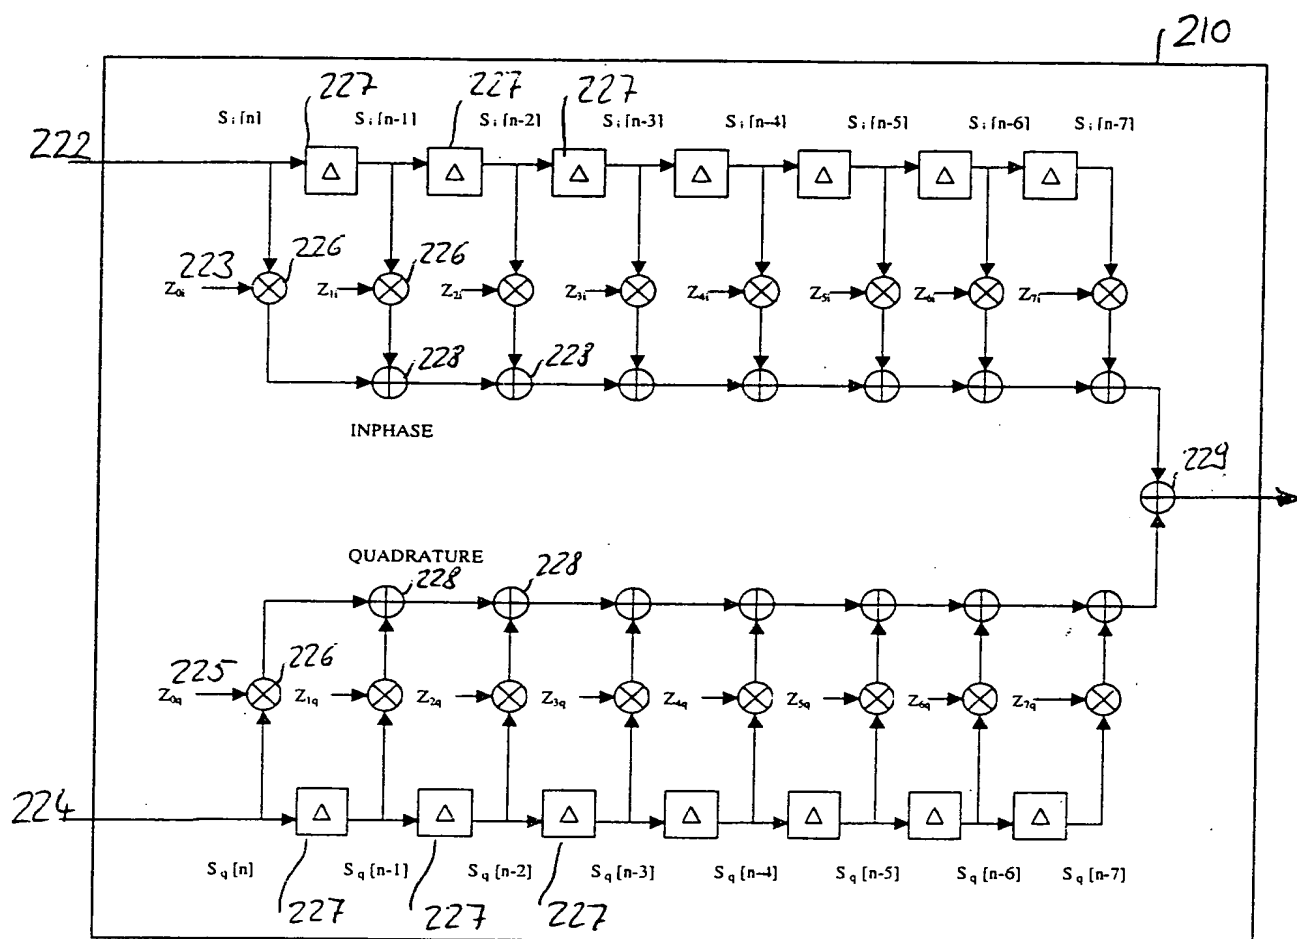 210
227 227 227
S i [n] S i [n-1] S i [n-2] S i [n-3] S i [n-4] S i [n-5] S i [n-6] S i [n-7]
222
Δ Δ Δ Δ Δ Δ Δ
223 226 226
Z0i Z1i Z2i Z3i Z4i Z5i Z6i Z7i
228 228
INPHASE
229
QUADRATURE
228 228
225 226
Z0q Z1q Z2q Z3q Z4q Z5q Z6q Z7q
224
Δ Δ Δ Δ Δ Δ Δ
S q [n] S q [n-1] S q [n-2] S q [n-3] S q [n-4] S q [n-5] S q [n-6] S q [n-7]
227 227 227